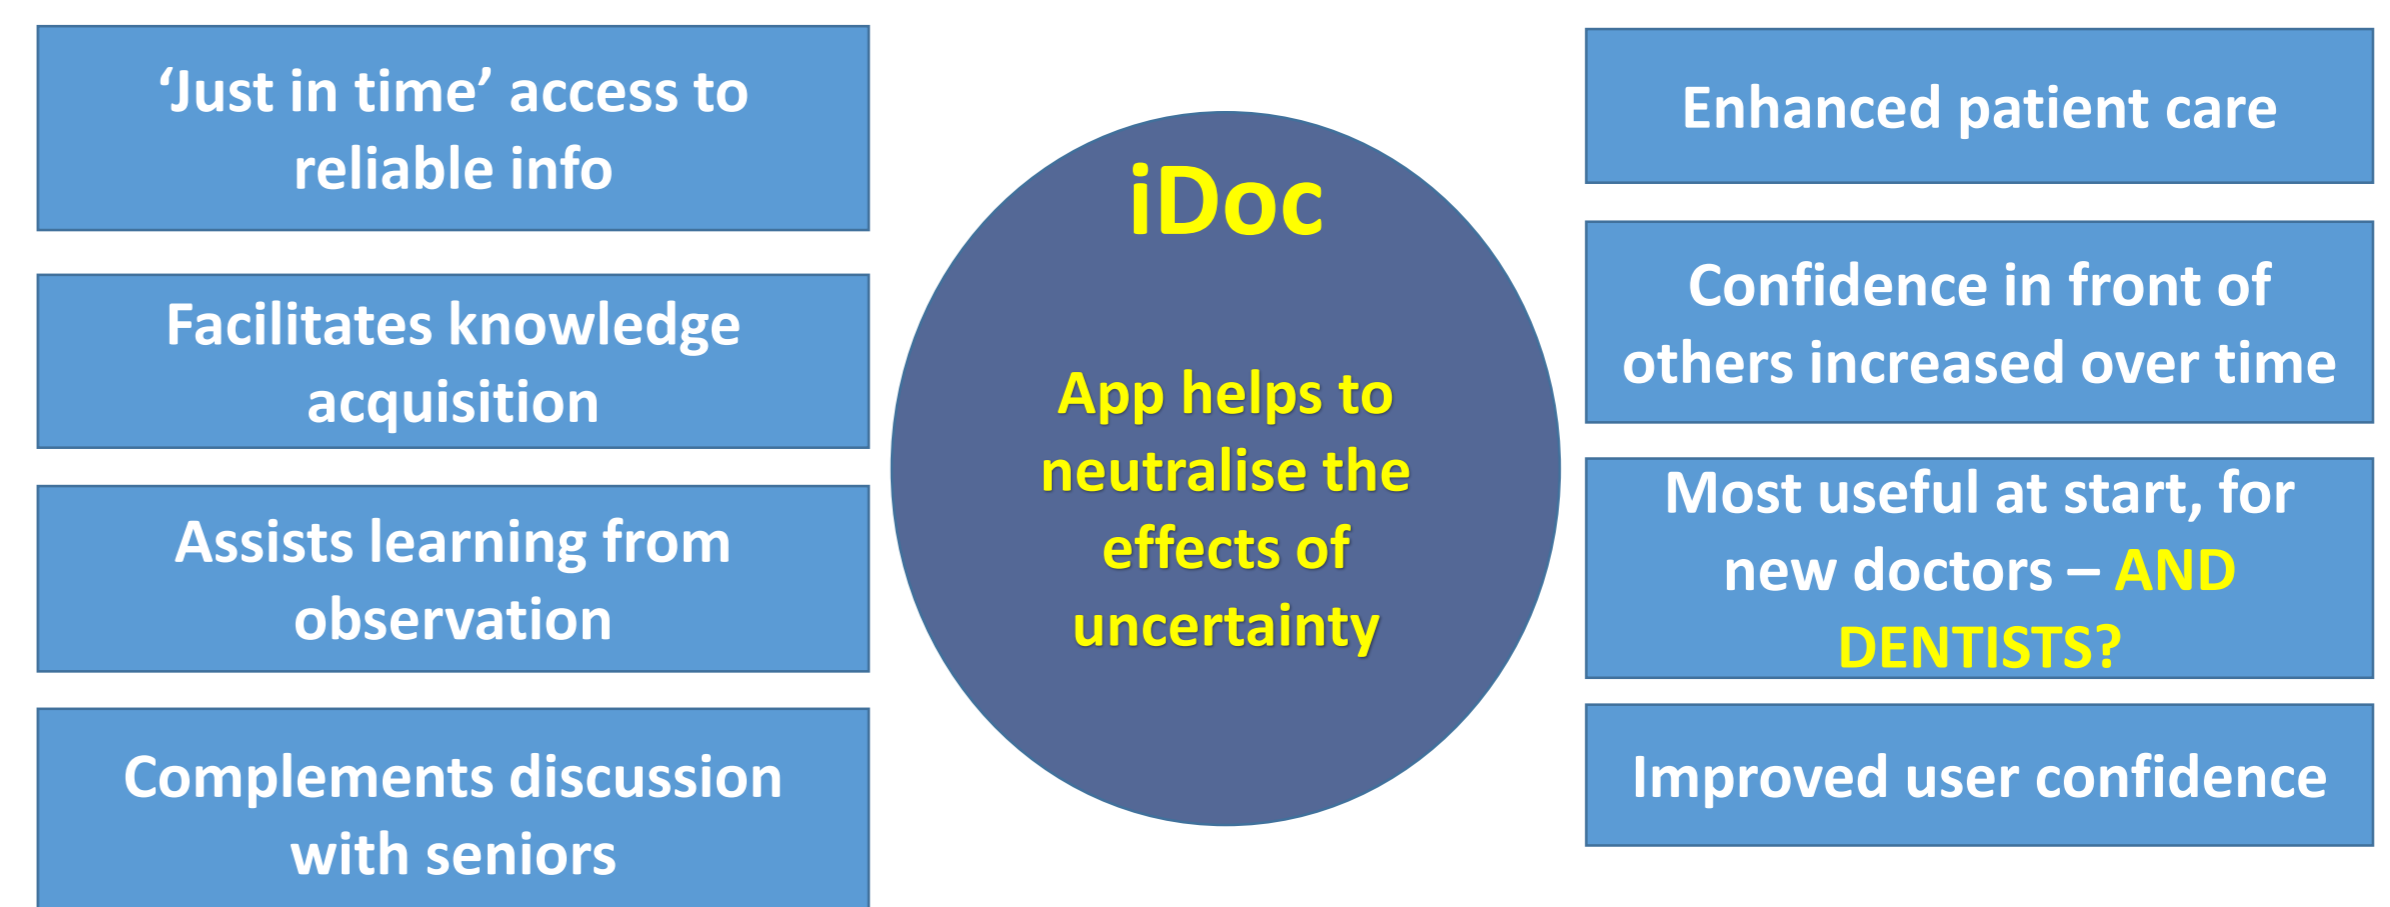 ‘Just in time’ access to
reliable info
Facilitates knowledge
acquisition
Assists learning from
observation
Complements discussion
with seniors
iDoc
App helps to
neutralise the
effects of
uncertainty
Enhanced patient care
Confidence in front of
others increased over time
Most useful at start, for
new doctors – AND
DENTISTS?
Improved user confidence